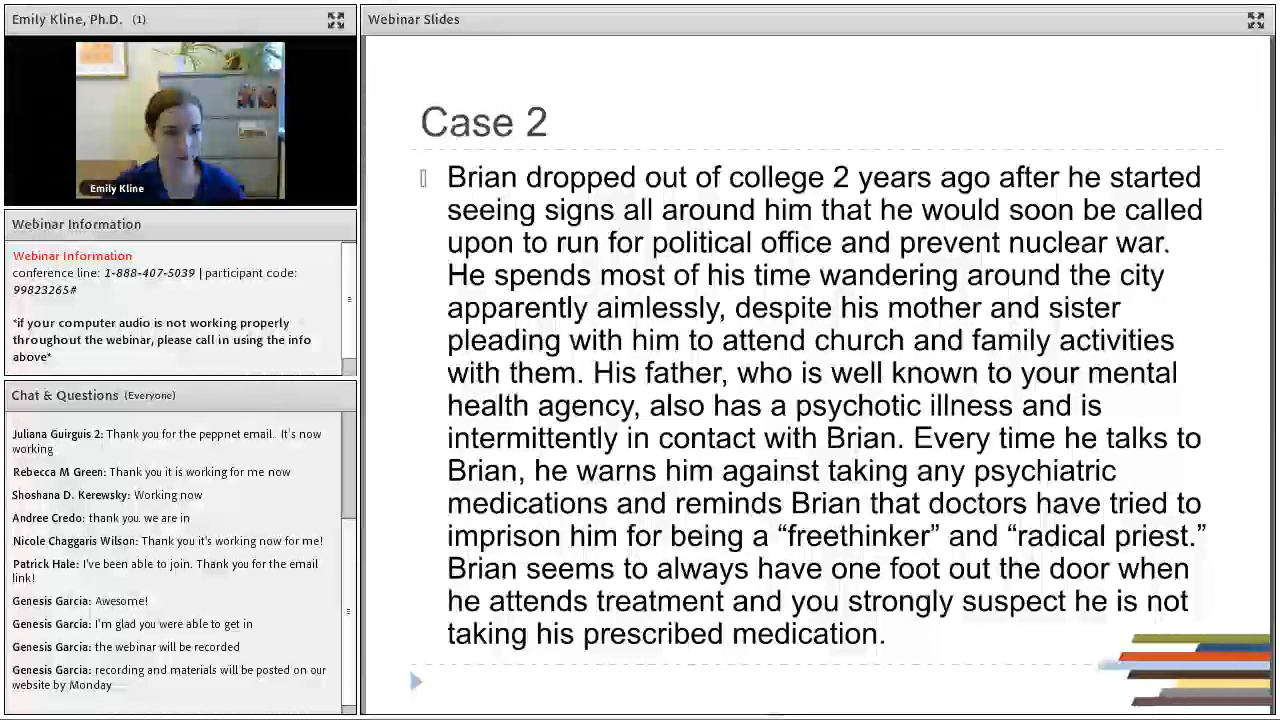 Emily Kline, Ph.D. (1)
Emily Kline
Webinar Information
Webinar Information
conference line: 1-888-407-5039 | participant code:
99823265#
*if your computer audio is not working properly
throughout the webinar, please call in using the info
above*
Chat & Questions (Everyone)
Juliana Guirguis 2: Thank you for the peppnet email. It's now
working
Rebecca M Green: Thank you it is working for me now
Shoshana D. Kerewsky: Working now
Andree Credo: thank you. we are in
Nicole Chaggaris Wilson: Thank you it's working now for me!
Patrick Hale: I've been able to join. Thank you for the email
link!
Genesis Garcia: Awesome!
Genesis Garcia: I'm glad you were able to get in
Genesis Garcia: the webinar will be recorded
Genesis Garcia: recording and materials will be posted on our
website by Monday
Webinar Slides
Case 2
Brian dropped out of college 2 years ago after he started
seeing signs all around him that he would soon be called
upon to run for political office and prevent nuclear war.
He spends most of his time wandering around the city
apparently aimlessly, despite his mother and sister
pleading with him to attend church and family activities
with them. His father, who is well known to your mental
health agency, also has a psychotic illness and is
intermittently in contact with Brian. Every time he talks to
Brian, he warns him against taking any psychiatric
medications and reminds Brian that doctors have tried to
imprison him for being a “freethinker” and “radical priest.”
Brian seems to always have one foot out the door when
he attends treatment and you strongly suspect he is not
taking his prescribed medication.